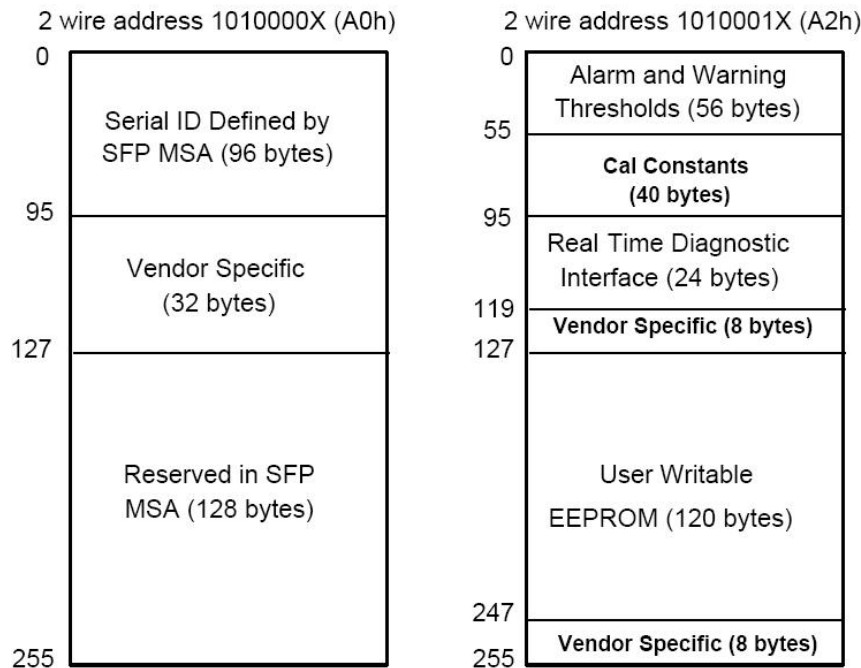 2 wire address 1010000X (A0h)
0
Serial ID Defined by
SFP MSA (96 bytes)
95
Vendor Specific
(32 bytes)
127
Reserved in SFP
MSA (128 bytes)
255
2 wire address 1010001X (A2h)
0
Alarm and Warning
Thresholds (56 bytes)
55
Cal Constants
(40 bytes)
95
Real Time Diagnostic
Interface (24 bytes)
119
Vendor Specific (8 bytes)
127
User Writable
EEPROM (120 bytes)
247
Vendor Specific (8 bytes)
255